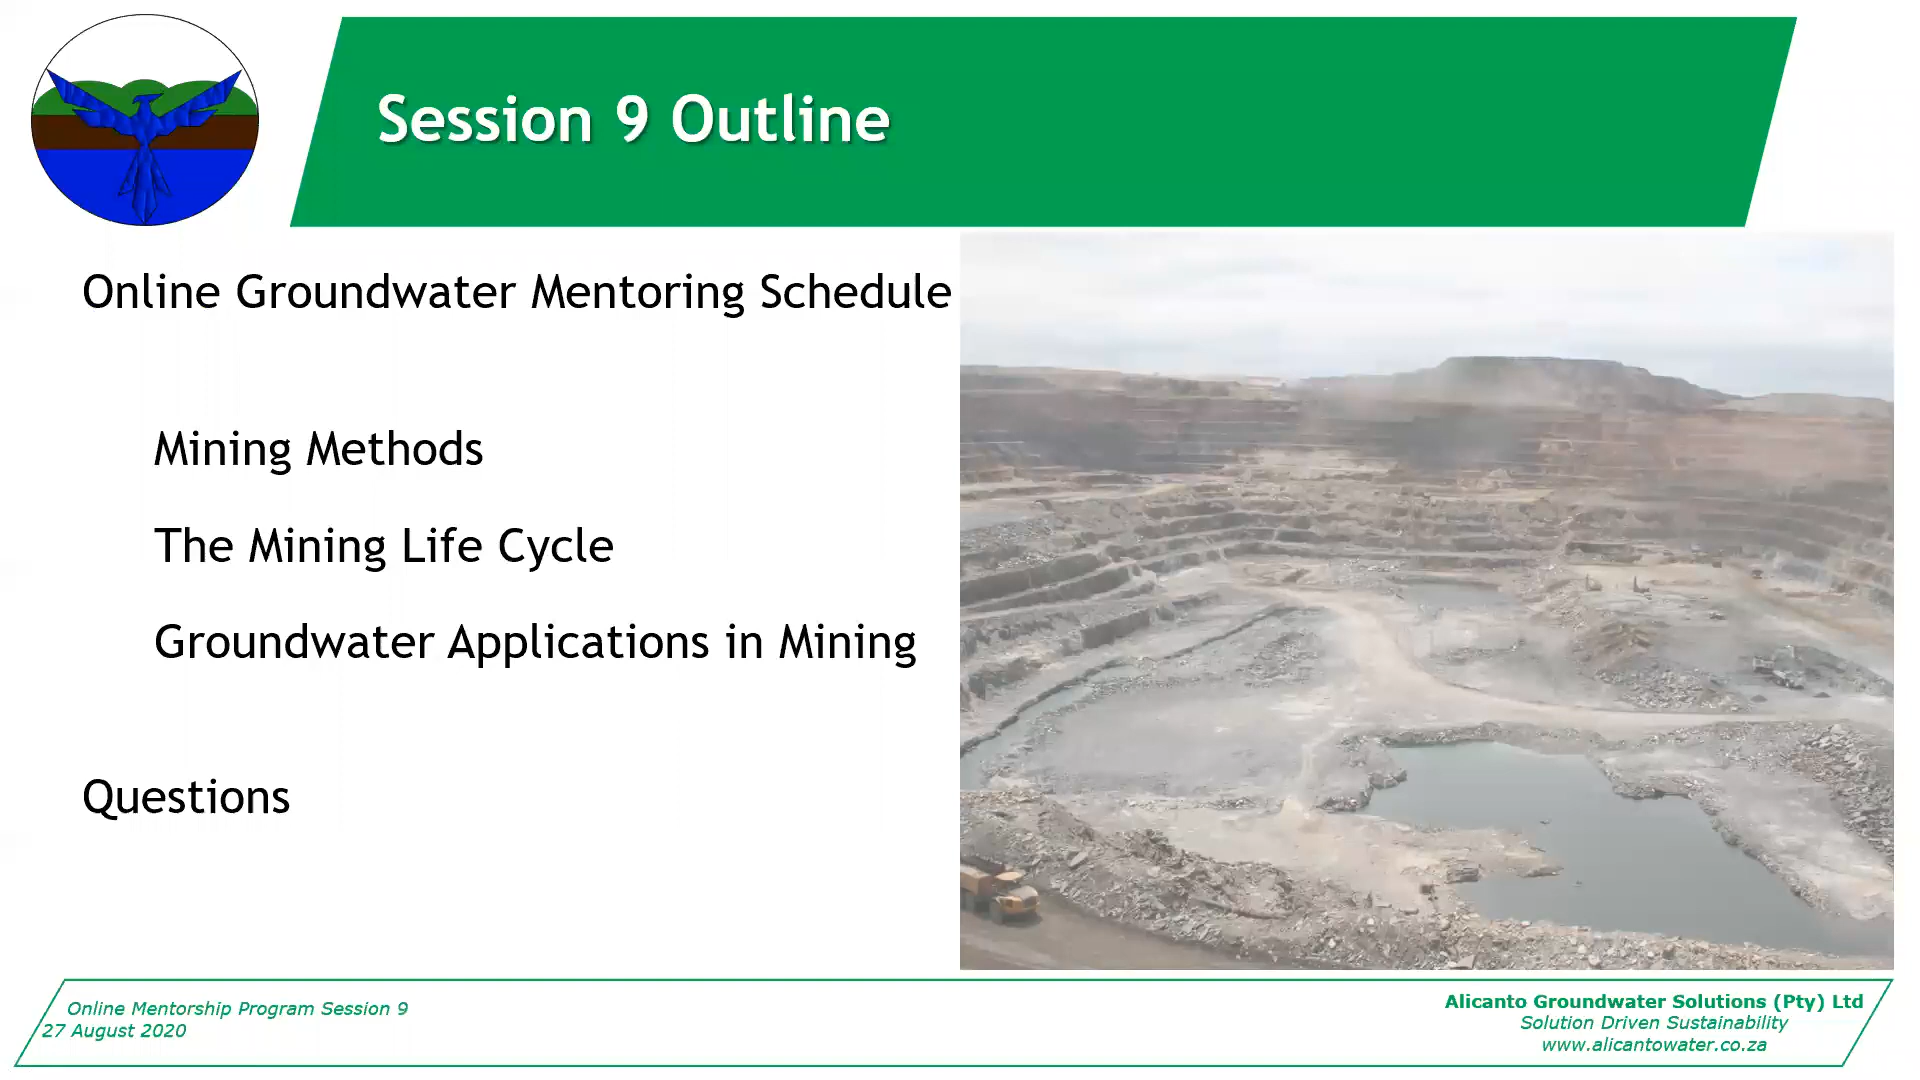 Session 9 Outline
Online Groundwater Mentoring Schedule
Mining Methods
The Mining Life Cycle
Groundwater Applications in Mining
Questions
Online Mentorship Program Session 9
27 August 2020
Alicanto Groundwater Solutions (Pty) Ltd
Solution Driven Sustainability
www.alicantowater.co.za